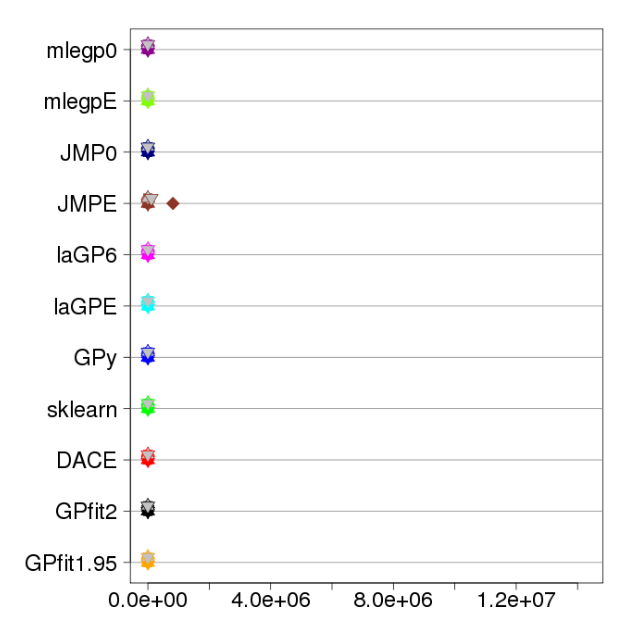 mlegp0
mlegpE
JMP0
JMPE
laGP6
laGPE
GPy
sklearn
DACE
GPfit2
GPfit1.95
0.0e+00 4.0e+06 8.0e+06 1.2e+07